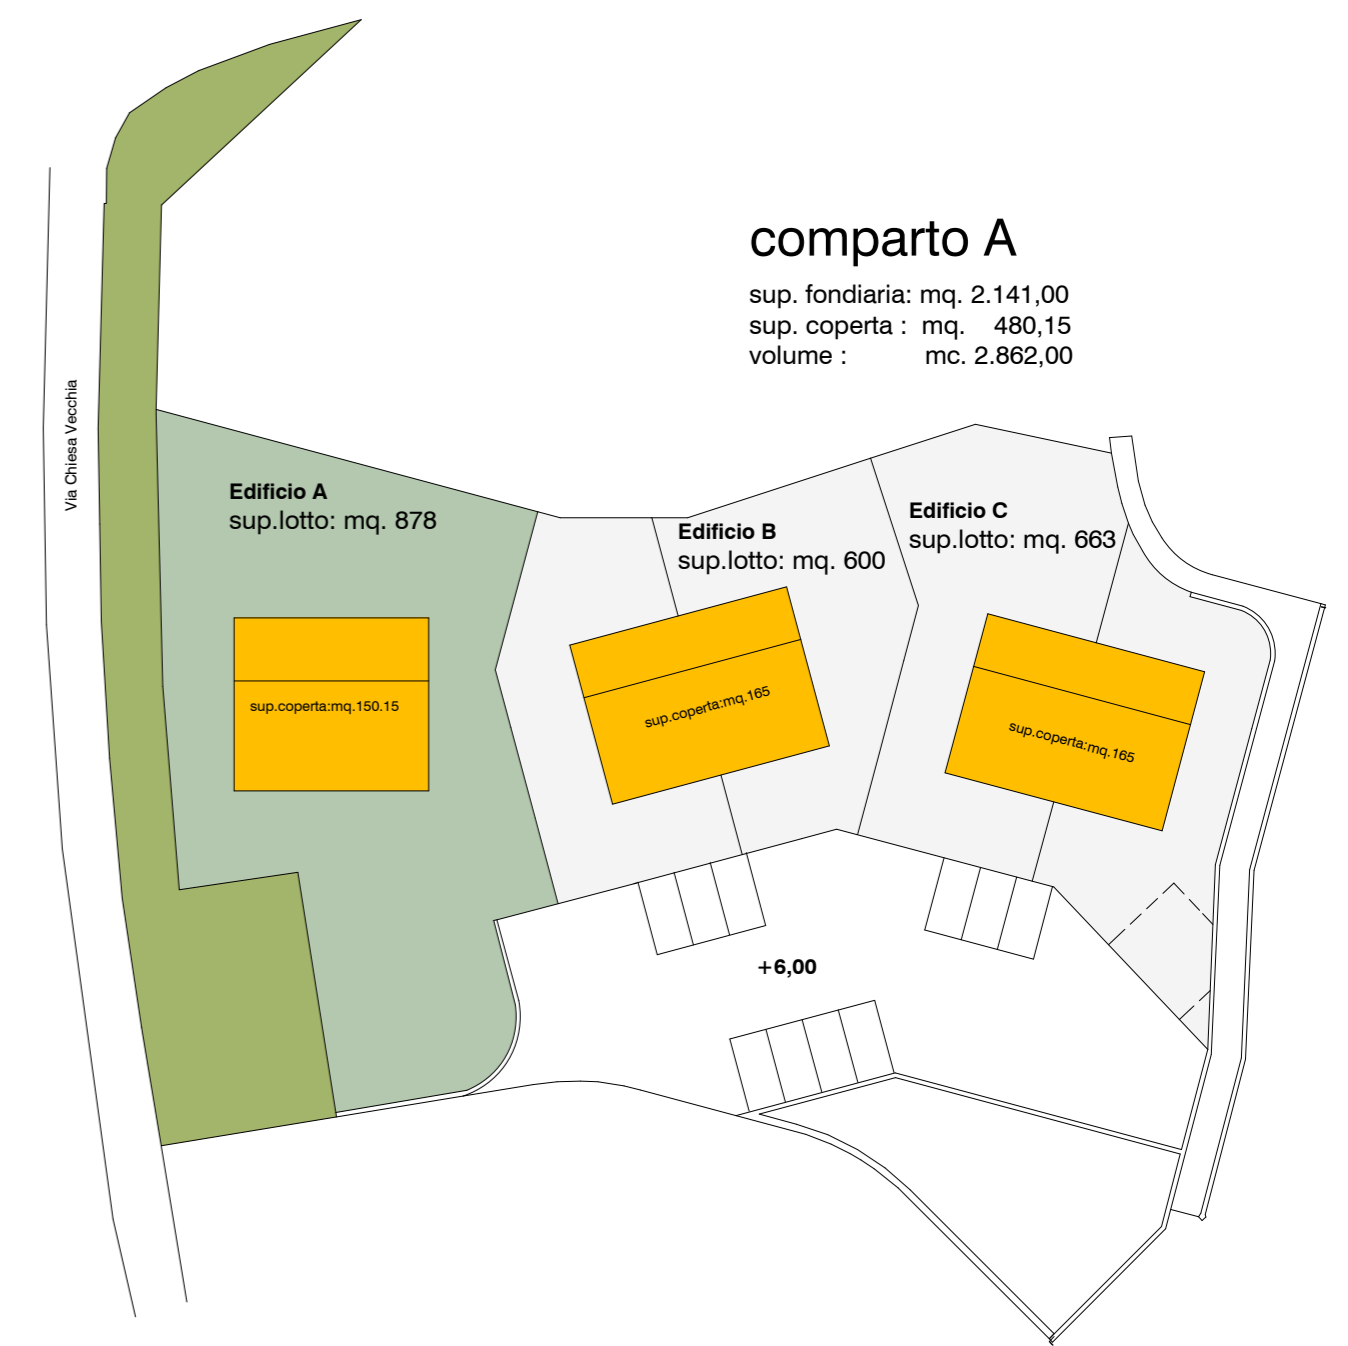 comparto A
sup. fondiaria: mq. 2.141,00
sup. coperta : mq. 480,15
volume : mc. 2.862,00
Via Chiesa Vecchia
Edificio A
sup.lotto: mq. 878
Edificio B
sup.lotto: mq. 600
Edificio C
sup.lotto: mq. 663
sup.coperta:mq.150.15
sup.coperta:mq.165
sup.coperta:mq.165
+6,00